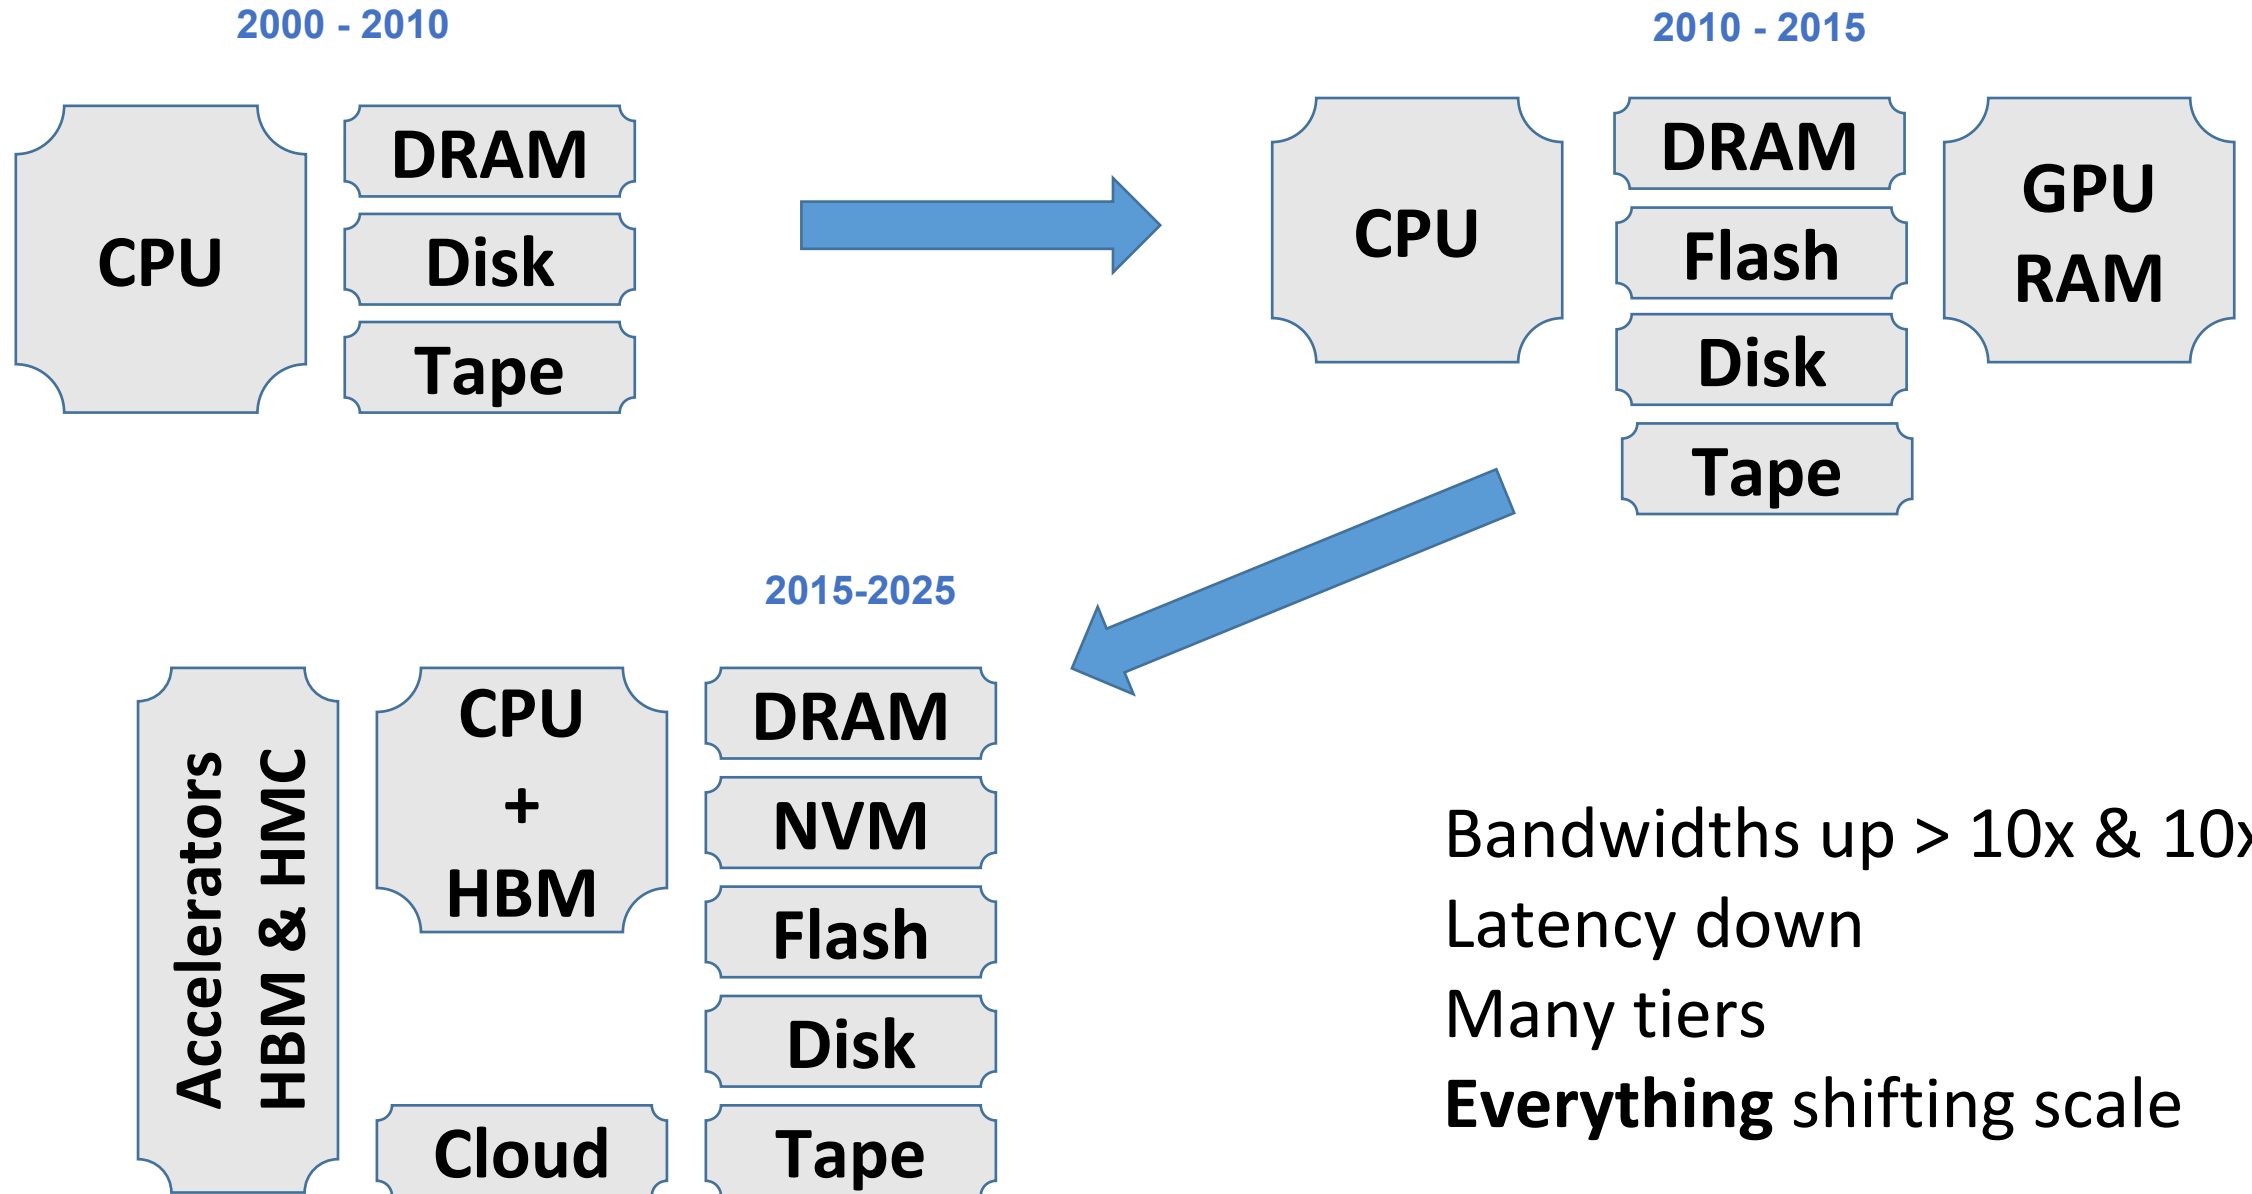 2000 - 2010
CPU
DRAM
Disk
Tape
2010 - 2015
CPU
DRAM
Flash
Disk
Tape
GPU
RAM
2015-2025
Accelerators
HBM & HMC
CPU
+
HBM
Cloud
DRAM
NVM
Flash
Disk
Tape
Bandwidths up > 10x & 10x
Latency down
Many tiers
Everything shifting scale